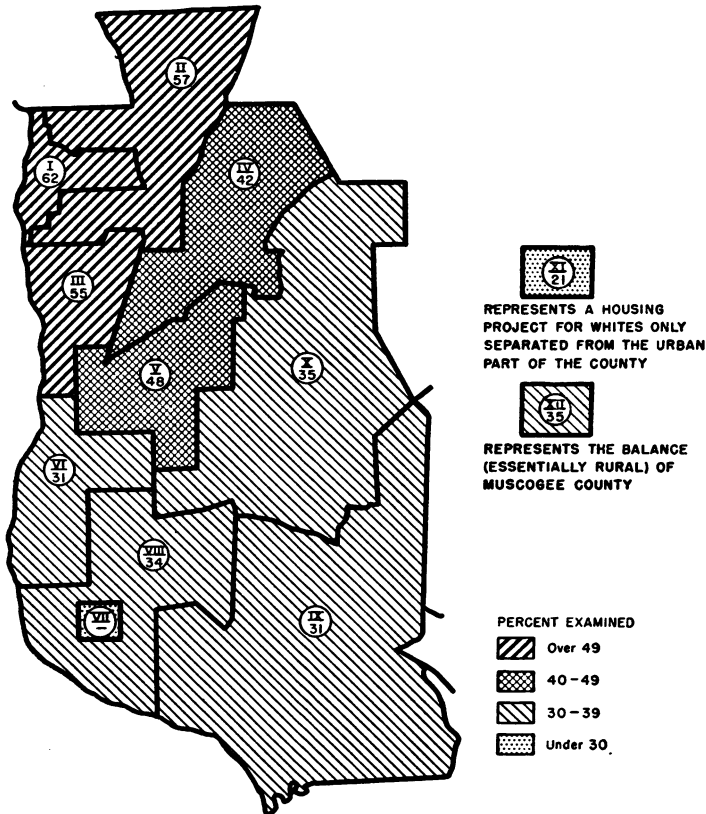 II
57
I
62
IV
42
III
55
XI
21
REPRESENTS A HOUSING
PROJECT FOR WHITES ONLY
SEPARATED FROM THE URBAN
PART OF THE COUNTY
V
48
X
35
XII
35
REPRESENTS THE BALANCE
(ESSENTIALLY RURAL) OF
MUSCOGEE COUNTY
VI
31
VIII
34
VII
—
IX
31
PERCENT EXAMINED
Over 49
40-49
30-39
Under 30